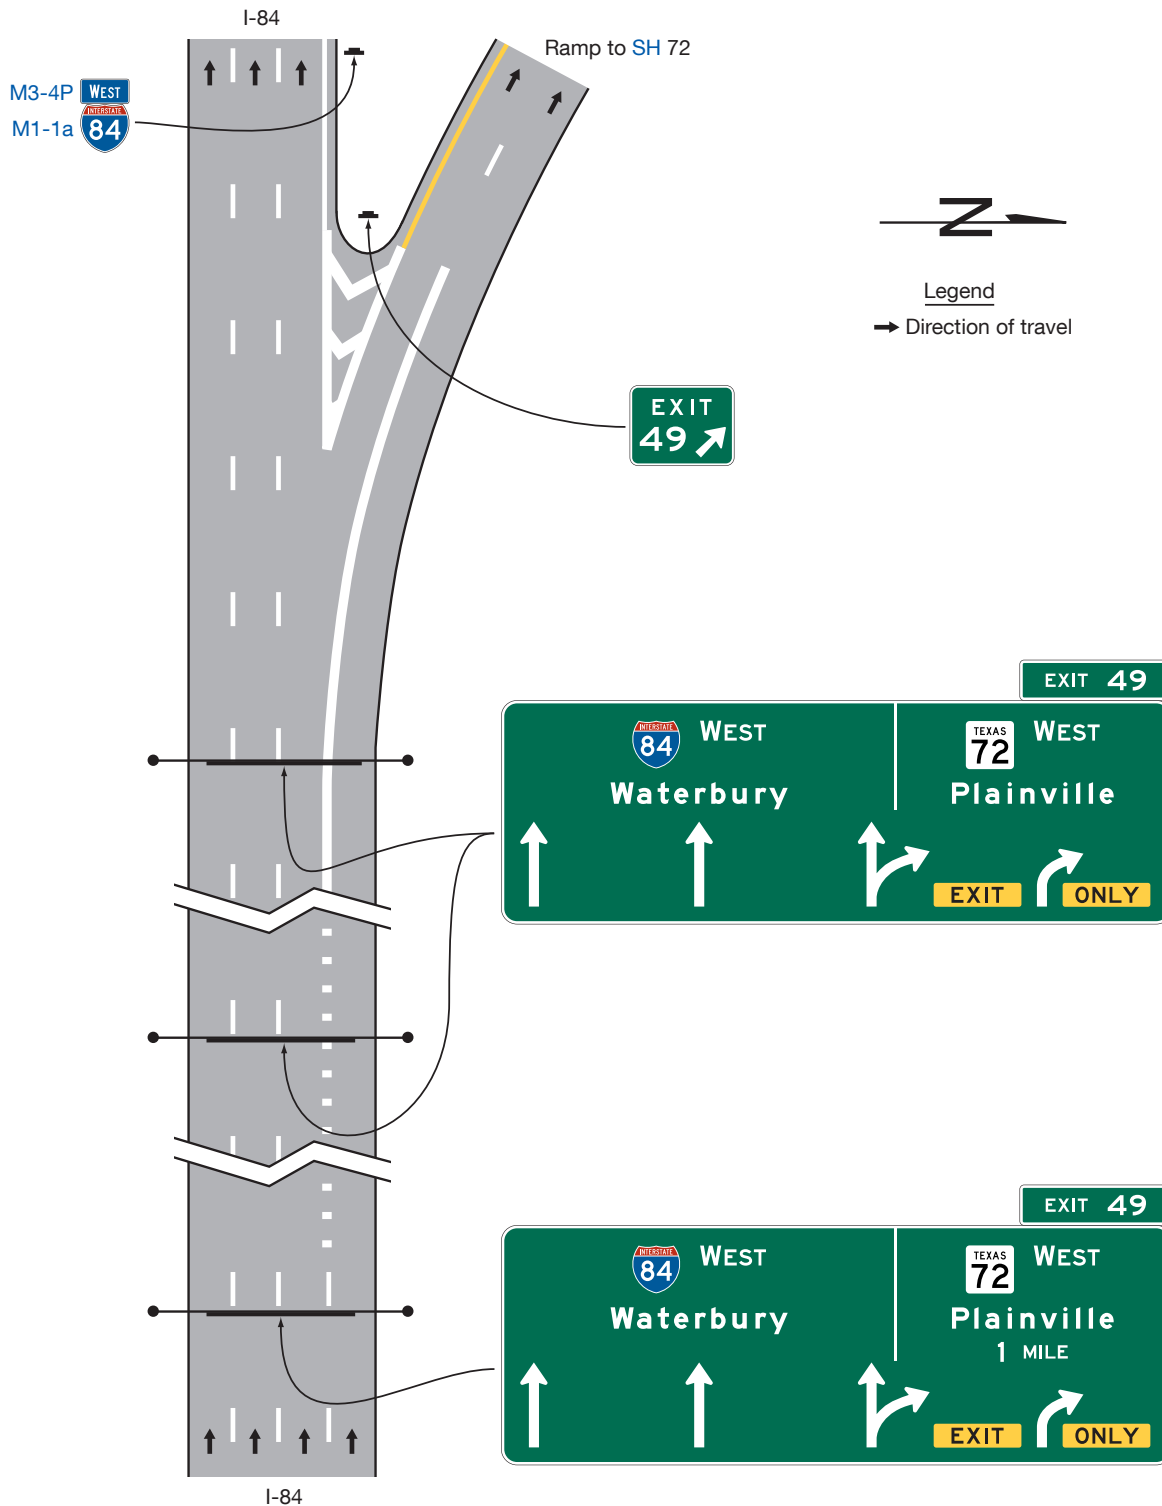 I-84
Ramp to SH 72
M3-4P WEST
M1-1a INTERSTATE 84
N
Legend
Direction of travel
EXIT
49
EXIT 49
INTERSTATE 84 WEST
TEXAS 72 WEST
Waterbury
Plainville
EXIT ONLY
EXIT 49
INTERSTATE 84 WEST
TEXAS 72 WEST
Waterbury
Plainville
1 MILE
EXIT ONLY
I-84